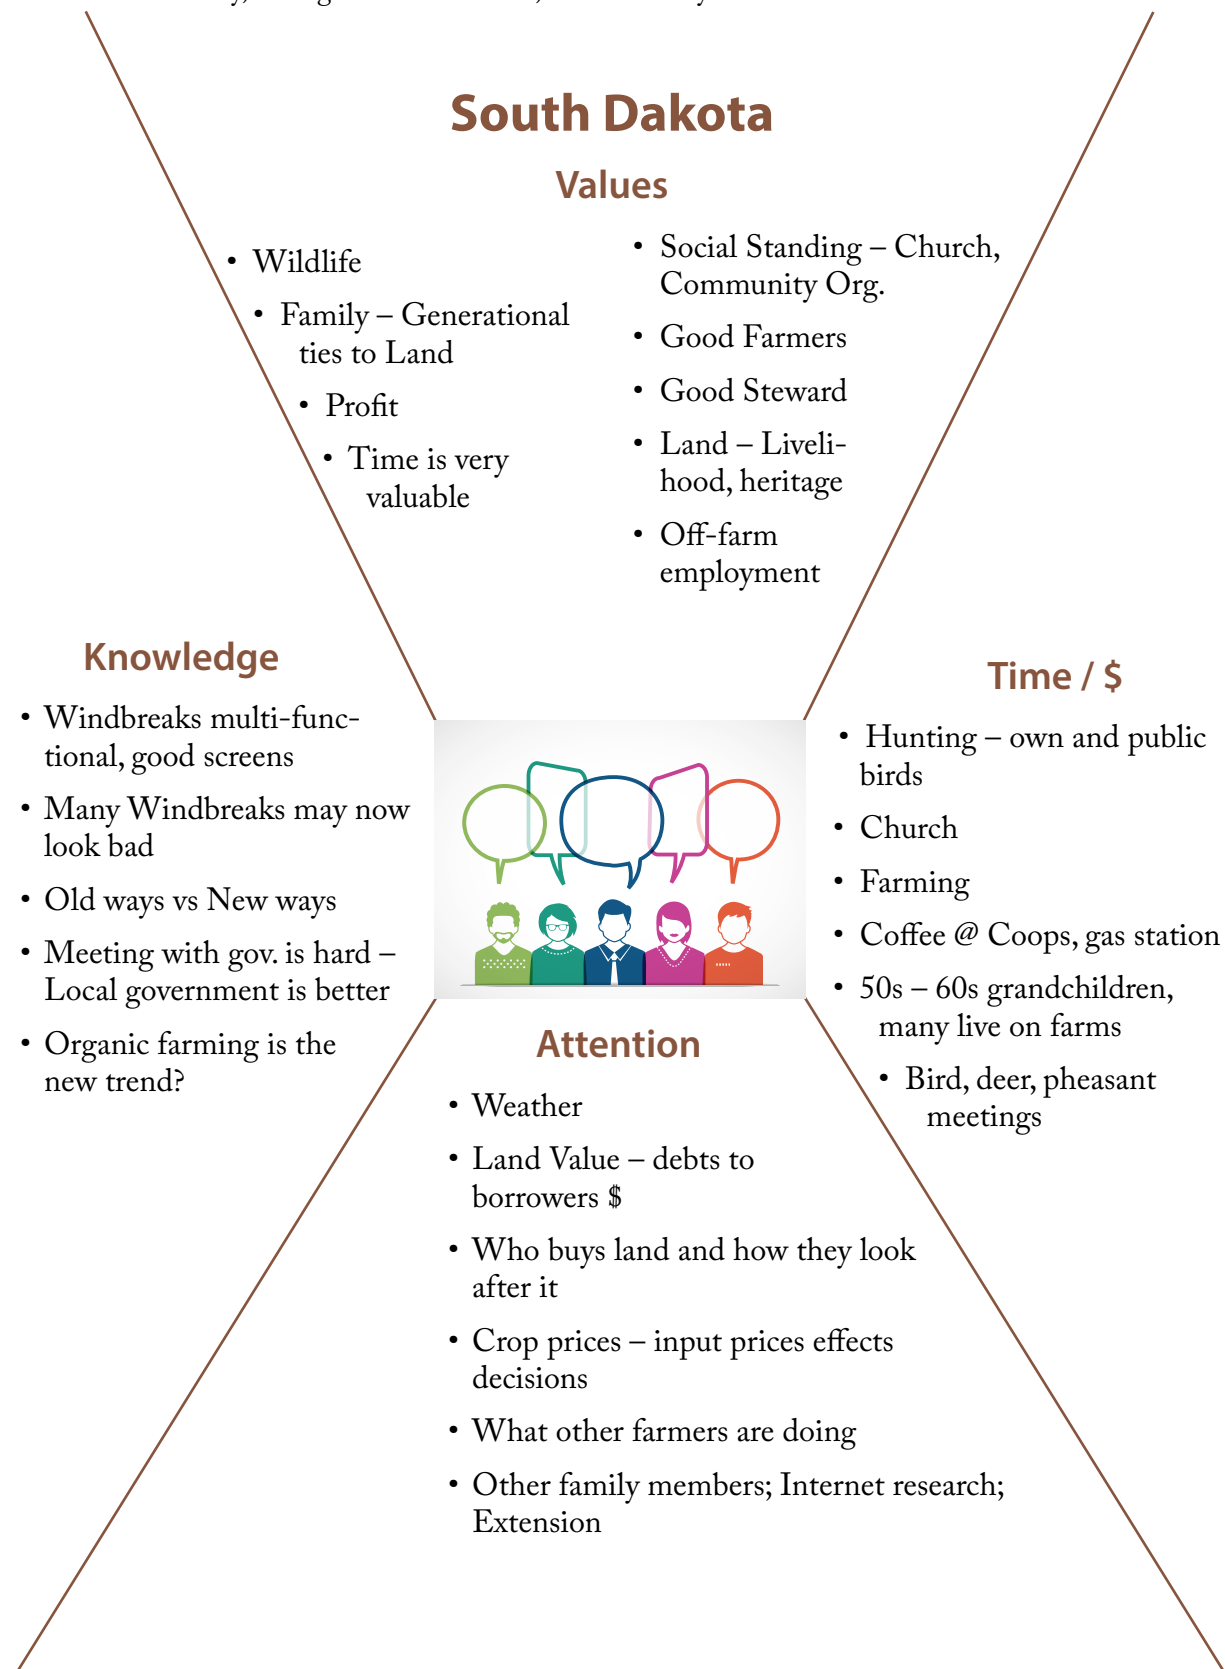 South Dakota
Values
• Wildlife
• Family – Generational
ties to Land
• Profit
• Time is very
valuable
• Social Standing – Church,
Community Org.
• Good Farmers
• Good Steward
• Land – Liveli-
hood, heritage
• Off-farm
employment
Knowledge
• Windbreaks multi-func-
tional, good screens
• Many Windbreaks may now
look bad
• Old ways vs New ways
• Meeting with gov. is hard –
Local government is better
• Organic farming is the
new trend?
Time / $
• Hunting – own and public
birds
• Church
• Farming
• Coffee @ Coops, gas station
• 50s – 60s grandchildren,
many live on farms
• Bird, deer, pheasant
meetings
Attention
• Weather
• Land Value – debts to
borrowers $
• Who buys land and how they look
after it
• Crop prices – input prices effects
decisions
• What other farmers are doing
• Other family members; Internet research;
Extension